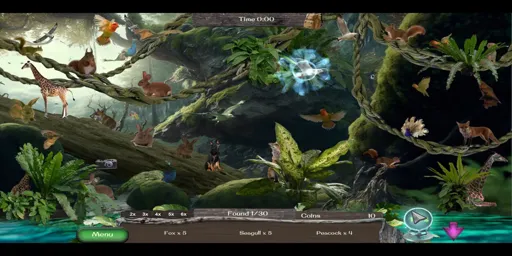 Time 0:00
2x 3x 4x 5x 6x
Found 1/30 Coins 10
Menu
Fox x 5 Seagull x 5 Peacock x 4